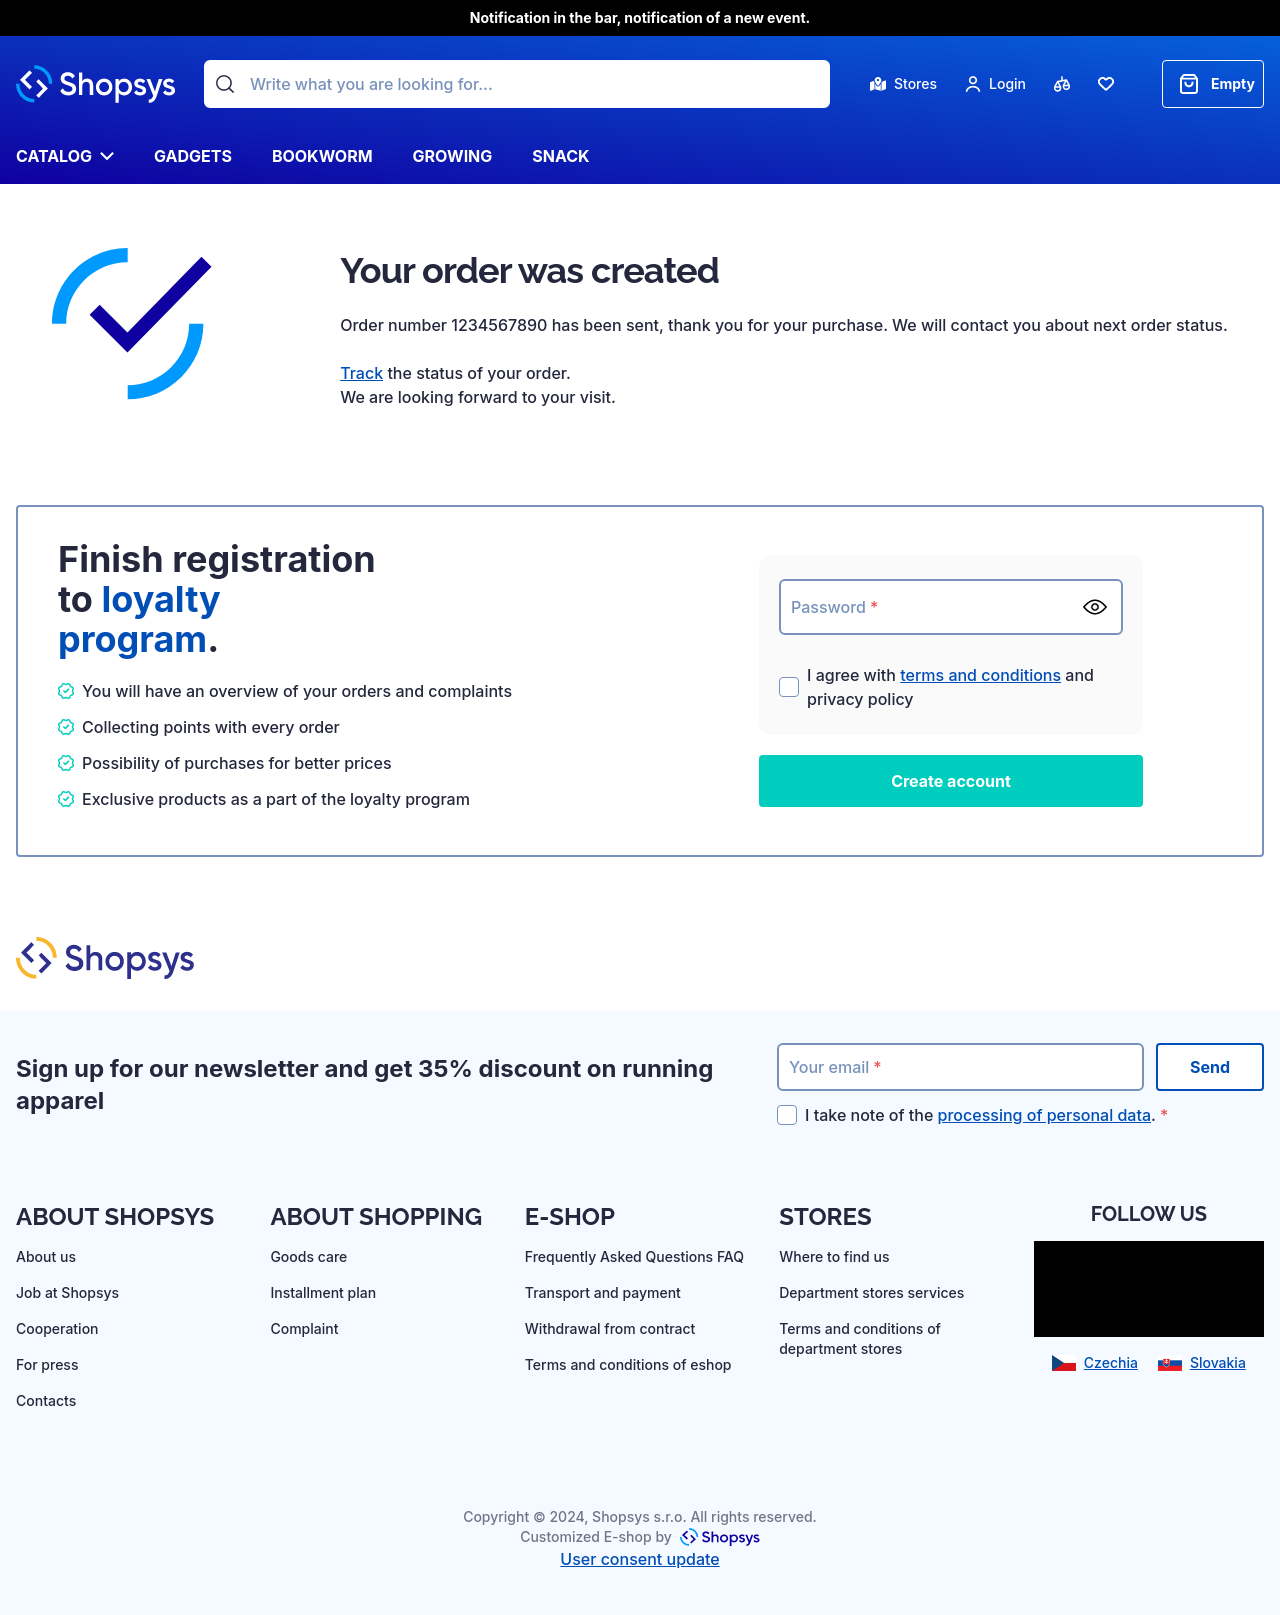 Notification in the bar, notification of a new event.
Shopsys
Write what you are looking for...
Stores
Login
Empty
CATALOG
GADGETS
BOOKWORM
GROWING
SNACK
Your order was created
Order number 1234567890 has been sent, thank you for your purchase. We will contact you about next order status.
Track the status of your order.
We are looking forward to your visit.
Finish registration
to loyalty
program.
You will have an overview of your orders and complaints
Collecting points with every order
Possibility of purchases for better prices
Exclusive products as a part of the loyalty program
Password *
I agree with terms and conditions and
privacy policy
Create account
Shopsys
Sign up for our newsletter and get 35% discount on running
apparel
Your email *
Send
I take note of the processing of personal data. *
ABOUT SHOPSYS
About us
Job at Shopsys
Cooperation
For press
Contacts
ABOUT SHOPPING
Goods care
Installment plan
Complaint
E-SHOP
Frequently Asked Questions FAQ
Transport and payment
Withdrawal from contract
Terms and conditions of eshop
STORES
Where to find us
Department stores services
Terms and conditions of
department stores
FOLLOW US
Czechia
Slovakia
Copyright © 2024, Shopsys s.r.o. All rights reserved.
Customized E-shop by Shopsys
User consent update